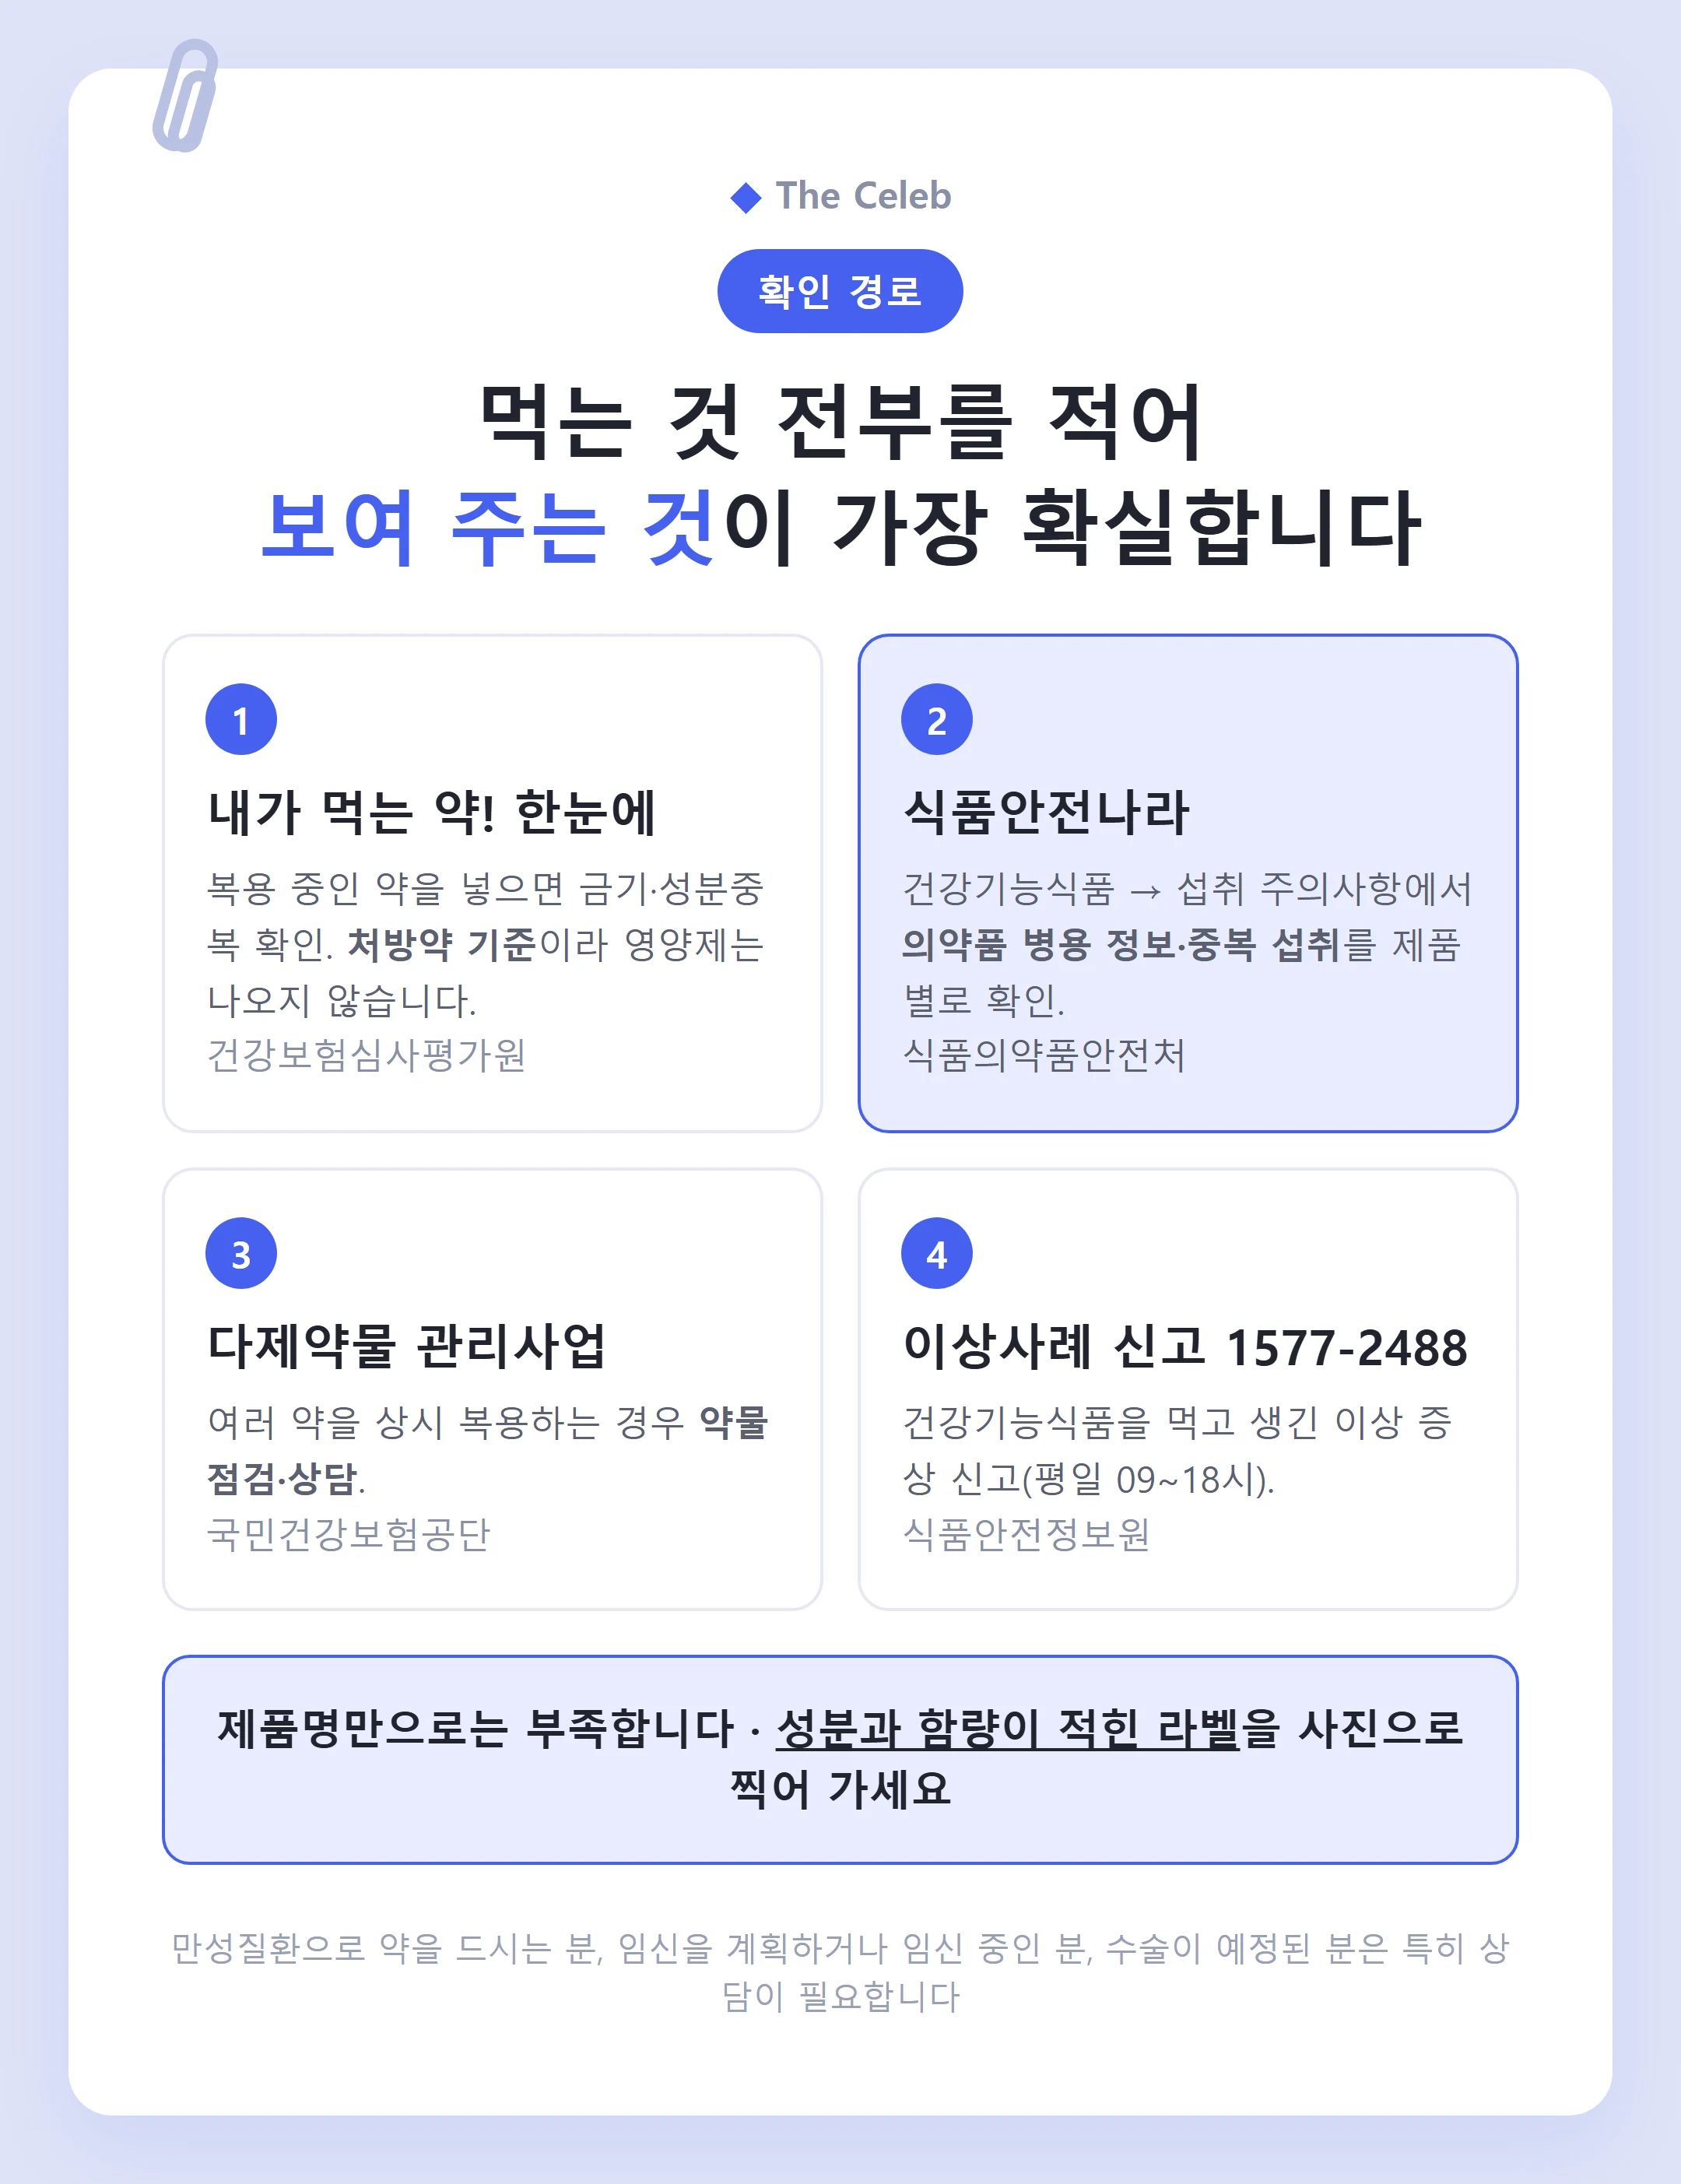 The Celeb
확인 경로
먹는 것 전부를 적어
보여 주는 것이 가장 확실합니다
1
내가 먹는 약! 한눈에
복용 중인 약을 넣으면 금기·성분중
복 확인. 처방약 기준이라 영양제는
나오지 않습니다.
건강보험심사평가원
2
식품안전나라
건강기능식품 → 섭취 주의사항에서
의약품 병용 정보·중복 섭취를 제품
별로 확인.
식품의약품안전처
3
다제약물 관리사업
여러 약을 상시 복용하는 경우 약물
점검·상담.
국민건강보험공단
4
이상사례 신고 1577-2488
건강기능식품을 먹고 생긴 이상 증
상 신고(평일 09~18시).
식품안전정보원
제품명만으로는 부족합니다 · 성분과 함량이 적힌 라벨을 사진으로
찍어 가세요
만성질환으로 약을 드시는 분, 임신을 계획하거나 임신 중인 분, 수술이 예정된 분은 특히 상
담이 필요합니다